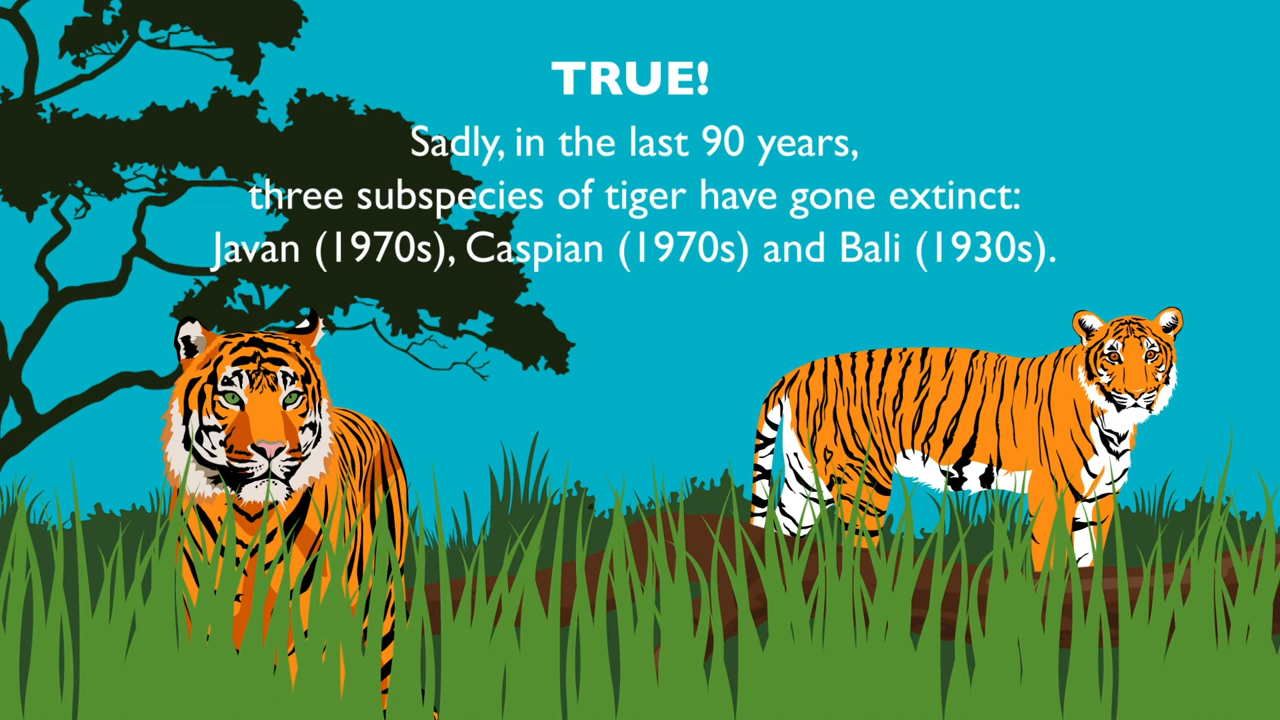 TRUE!
Sadly, in the last 90 years,
three subspecies of tiger have gone extinct:
Javan (1970s), Caspian (1970s) and Bali (1930s).